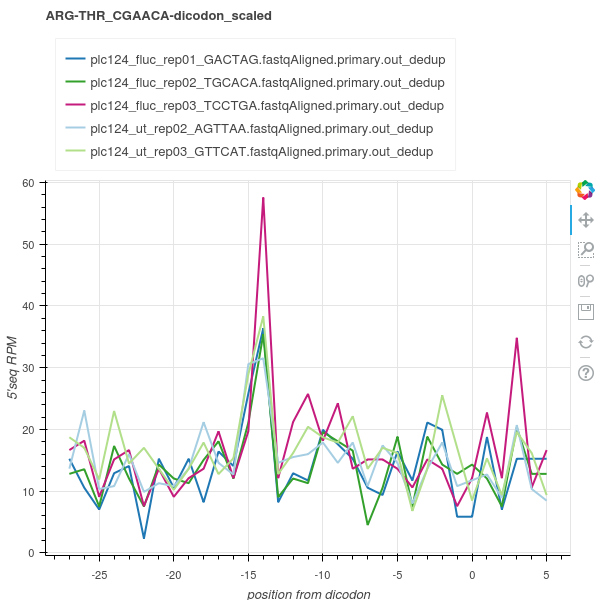 ARG-THR_CGAACA-dicodon_scaled
plc124_fluc_rep01_GACTAG.fastqAligned.primary.out_dedup
plc124_fluc_rep02_TGCACA.fastqAligned.primary.out_dedup
plc124_fluc_rep03_TCCTGA.fastqAligned.primary.out_dedup
plc124_ut_rep02_AGTTAA.fastqAligned.primary.out_dedup
plc124_ut_rep03_GTTCAT.fastqAligned.primary.out_dedup
60
50
40
30
20
10
0
5'seq RPM
-25 -20 -15 -10 -5 0 5
position from dicodon